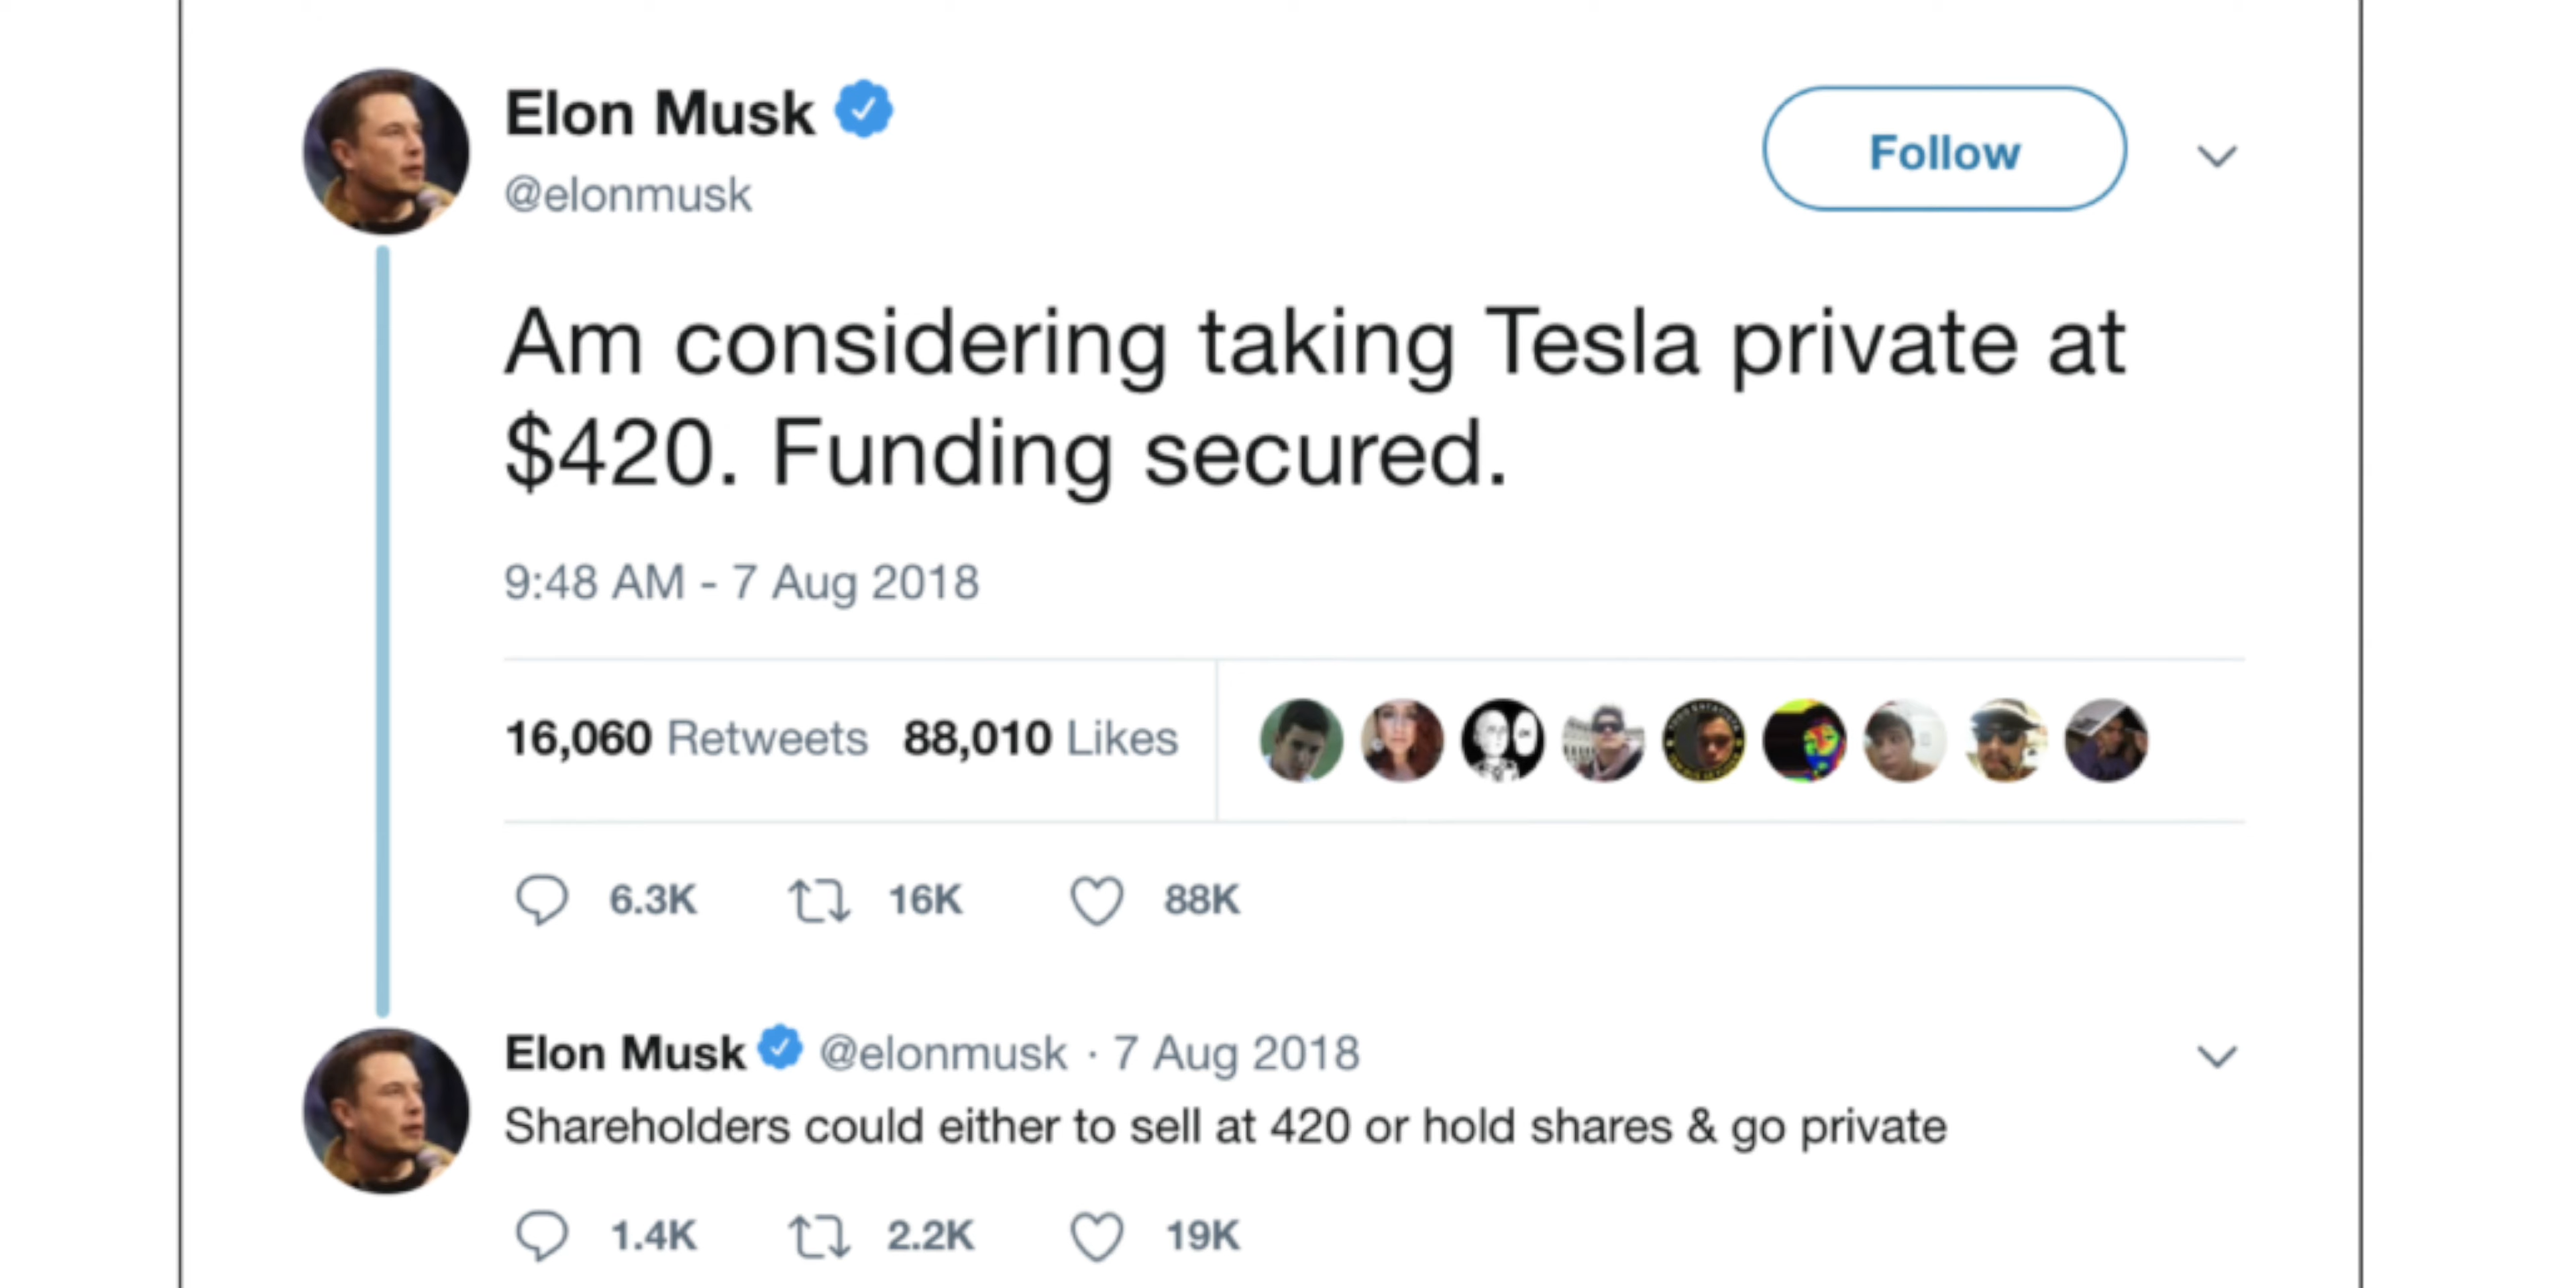 Elon Musk
Follow
@elonmusk
Am considering taking Tesla private at
$420. Funding secured.
9:48 AM - 7 Aug 2018
16,060 Retweets 88,010 Likes
6.3K 16K 88K
Elon Musk @elonmusk · 7 Aug 2018
Shareholders could either to sell at 420 or hold shares & go private
1.4K 2.2K 19K